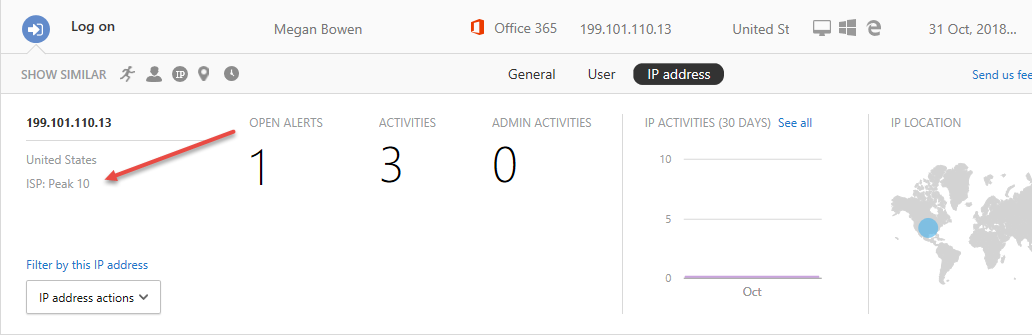 Log on Megan Bowen Office 365 199.101.110.13 United St 31 Oct, 2018...
SHOW SIMILAR IP General User IP address Send us fee
199.101.110.13 OPEN ALERTS ACTIVITIES ADMIN ACTIVITIES IP ACTIVITIES (30 DAYS) See all IP LOCATION
United States
ISP: Peak 10
1 3 0
10
5
0
Oct
Filter by this IP address
IP address actions